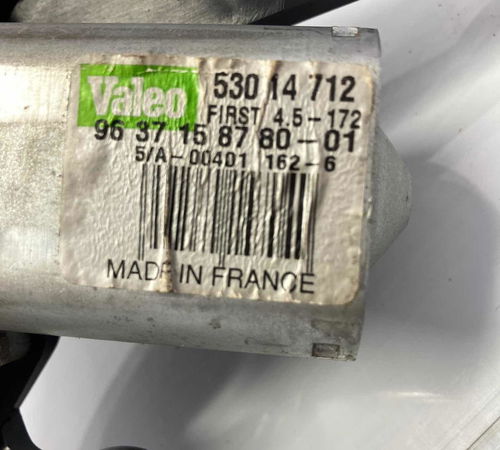 Valeo 530 14 712
FIRST 4.5-172
96 37 15 87 80-01
5/A-00401 162-6
MADE IN FRANCE